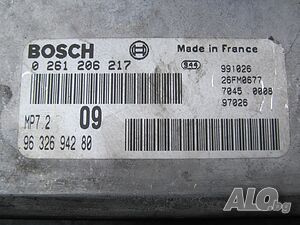 BOSCH
Made in France
0 261 206 217
944
991026
26FM0677
7045 0008
97026
MP7.2 09
96 326 942 80
ALO.bg